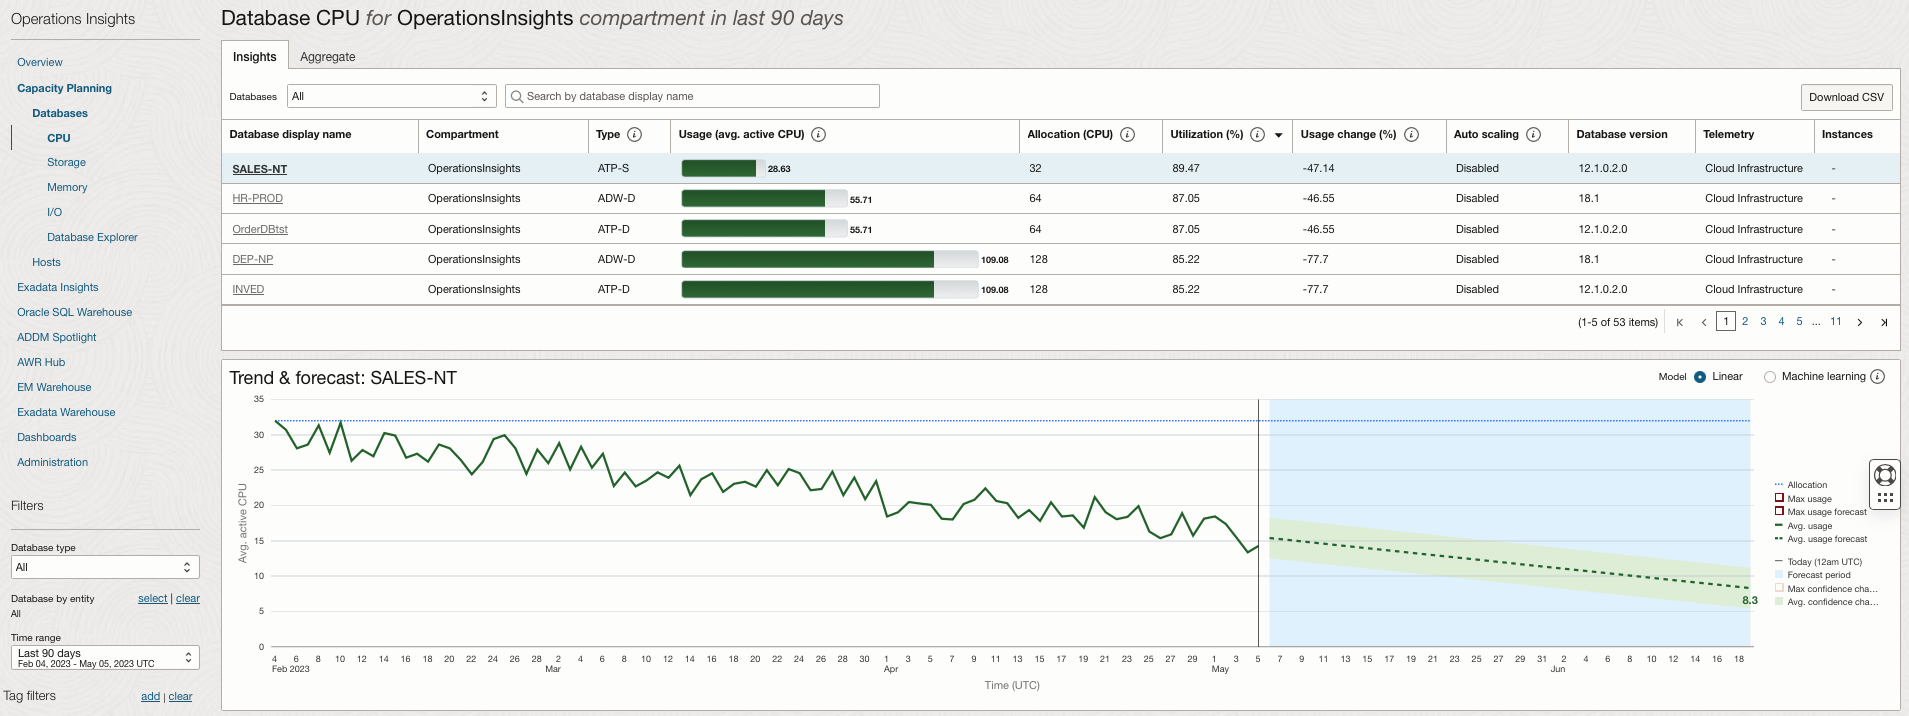 Operations Insights
Overview
Capacity Planning
Databases
CPU
Storage
Memory
I/O
Database Explorer
Hosts
Exadata Insights
Oracle SQL Warehouse
ADDM Spotlight
AWR Hub
EM Warehouse
Exadata Warehouse
Dashboards
Administration
Filters
Database type
All
Database by entity select | clear
All
Time range
Last 90 days
Feb 04, 2023 - May 05, 2023 UTC
Tag filters add | clear
Database CPU for OperationsInsights compartment in last 90 days
Insights Aggregate
Databases All Search by database display name Download CSV
Database display name Compartment Type i Usage (avg. active CPU) i Allocation (CPU) i Utilization (%) i Usage change (%) i Auto scaling i Database version Telemetry Instances
SALES-NT OperationsInsights ATP-S 28.63 32 89.47 -47.14 Disabled 12.1.0.2.0 Cloud Infrastructure -
HR-PROD OperationsInsights ADW-D 55.71 64 87.05 -46.55 Disabled 18.1 Cloud Infrastructure -
OrderDBtst OperationsInsights ATP-D 55.71 64 87.05 -46.55 Disabled 12.1.0.2.0 Cloud Infrastructure -
DEP-NP OperationsInsights ADW-D 109.08 128 85.22 -77.7 Disabled 18.1 Cloud Infrastructure -
INVED OperationsInsights ATP-D 109.08 128 85.22 -77.7 Disabled 12.1.0.2.0 Cloud Infrastructure -
(1-5 of 53 items) 1 2 3 4 5 ... 11
Trend & forecast: SALES-NT Model Linear Machine learning i
35
30
25
20
15
10
5
0
Avg. active CPU
8.3
4 6 8 10 12 14 16 18 20 22 24 26 28 2 4 6 8 10 12 14 16 18 20 22 24 26 28 30 1 3 5 7 9 11 13 15 17 19 21 23 25 27 29 1 3 5 7 9 11 13 15 17 19 21 23 25 27 29 31 2 4 6 8 10 12 14 16 18
Feb 2023 Mar Apr May Jun
Time (UTC)
Allocation
Max usage
Max usage forecast
Avg. usage
Avg. usage forecast
Today (12am UTC)
Forecast period
Max confidence cha...
Avg. confidence cha...